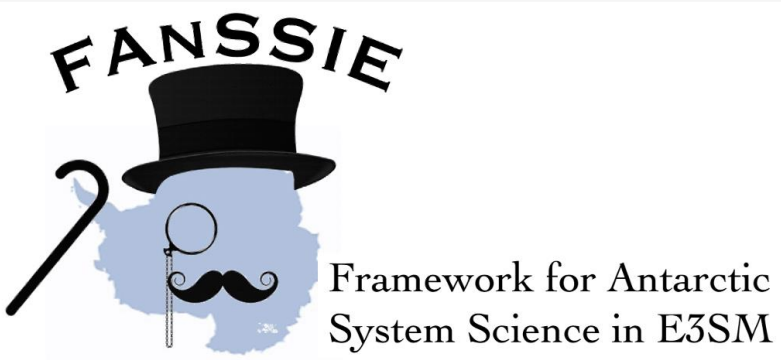 FANSSIE
Framework for Antarctic
System Science in E3SM